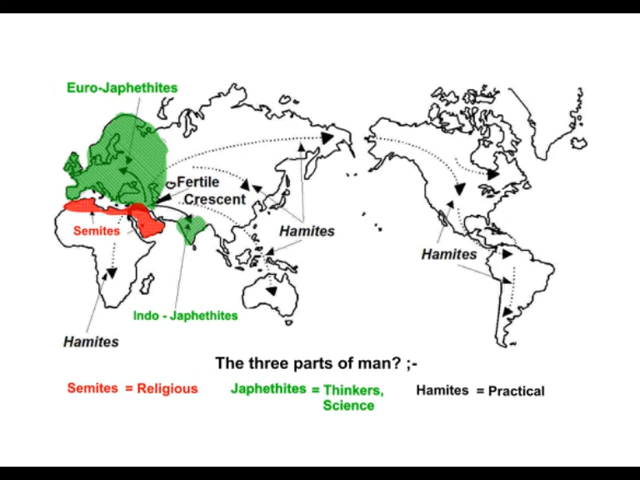 Euro-Japhethites
Fertile
Crescent
Semites
Hamites
Hamites
Indo - Japhethites
Hamites
The three parts of man? ;-
Semites = Religious
Japhethites = Thinkers,
Science
Hamites = Practical